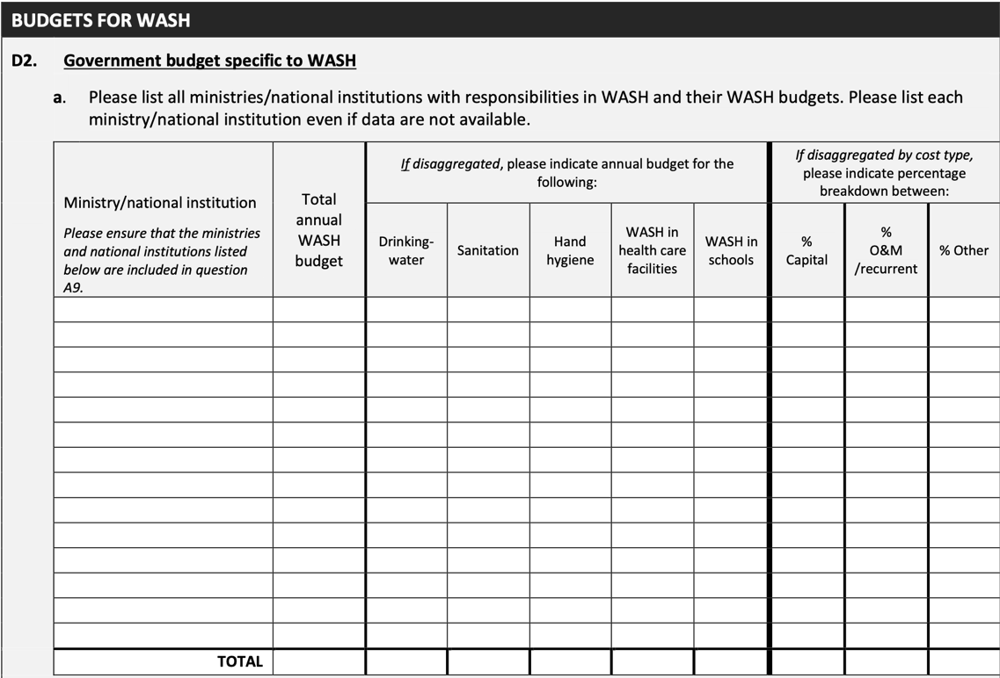 BUDGETS FOR WASH
D2. Government budget specific to WASH
a. Please list all ministries/national institutions with responsibilities in WASH and their WASH budgets. Please list each
ministry/national institution even if data are not available.
Ministry/national institution
Please ensure that the ministries
and national institutions listed
below are included in question
A9.
Total
annual
WASH
budget
If disaggregated, please indicate annual budget for the
following:
Drinking-
water
Sanitation
Hand
hygiene
WASH in
health care
facilities
WASH in
schools
If disaggregated by cost type,
please indicate percentage
breakdown between:
%
Capital
%
O&M
/recurrent
% Other
TOTAL